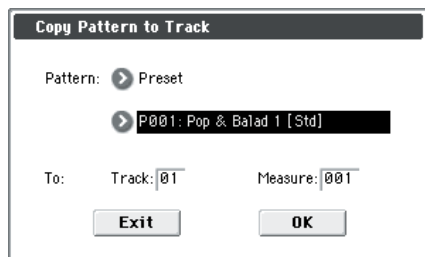 Copy Pattern to Track
Pattern: Preset
P001: Pop & Balad 1 [Std]
To: Track: 01 Measure: 001
Exit OK